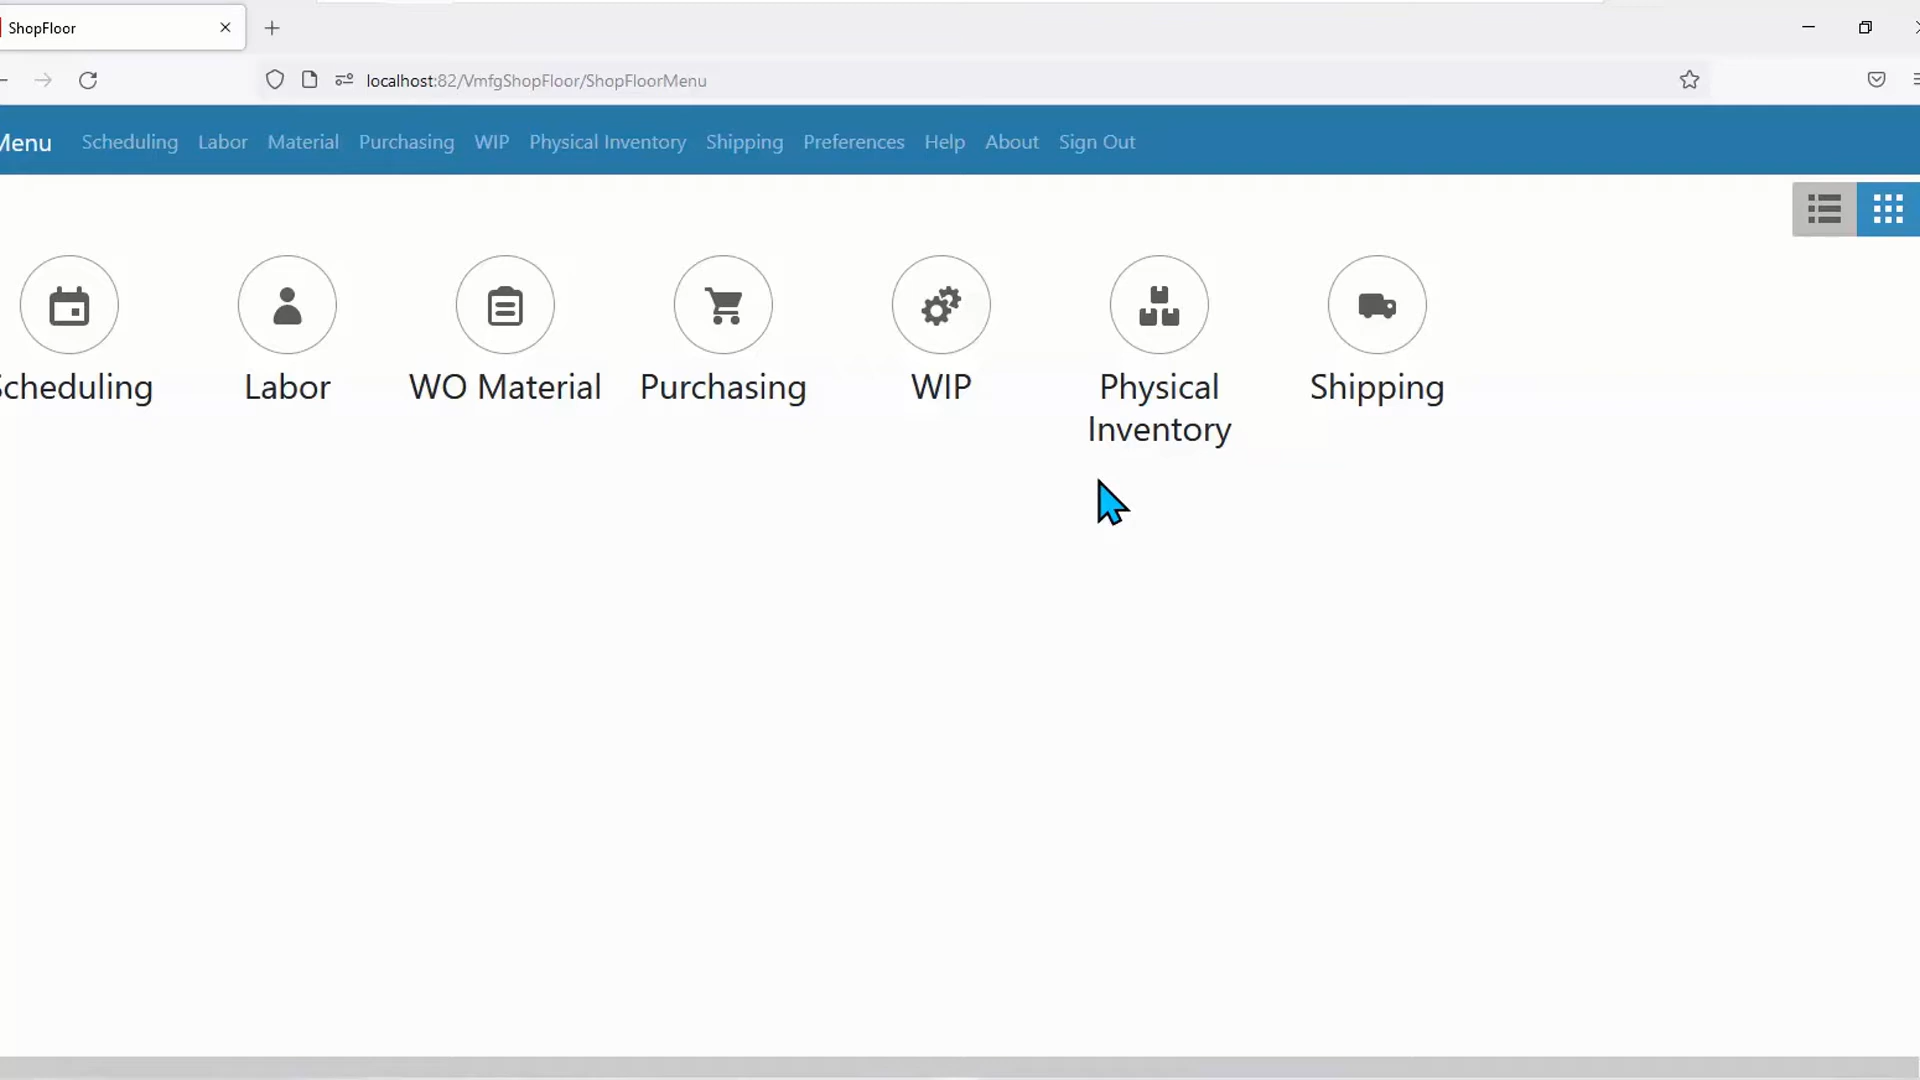 ShopFloor
localhost:82/VmfgShopFloor/ShopFloorMenu
Menu Scheduling Labor Material Purchasing WIP Physical Inventory Shipping Preferences Help About Sign Out
Scheduling Labor WO Material Purchasing WIP Physical Shipping
Inventory